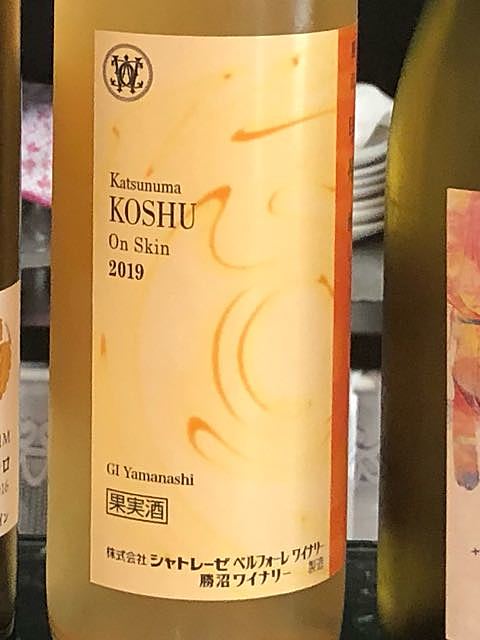 Katsunuma
KOSHU
On Skin
2019
GI Yamanashi
果実酒
株式会社 シャトレーゼ ベルフォーレ ワイナリー
勝沼ワイナリー 製造